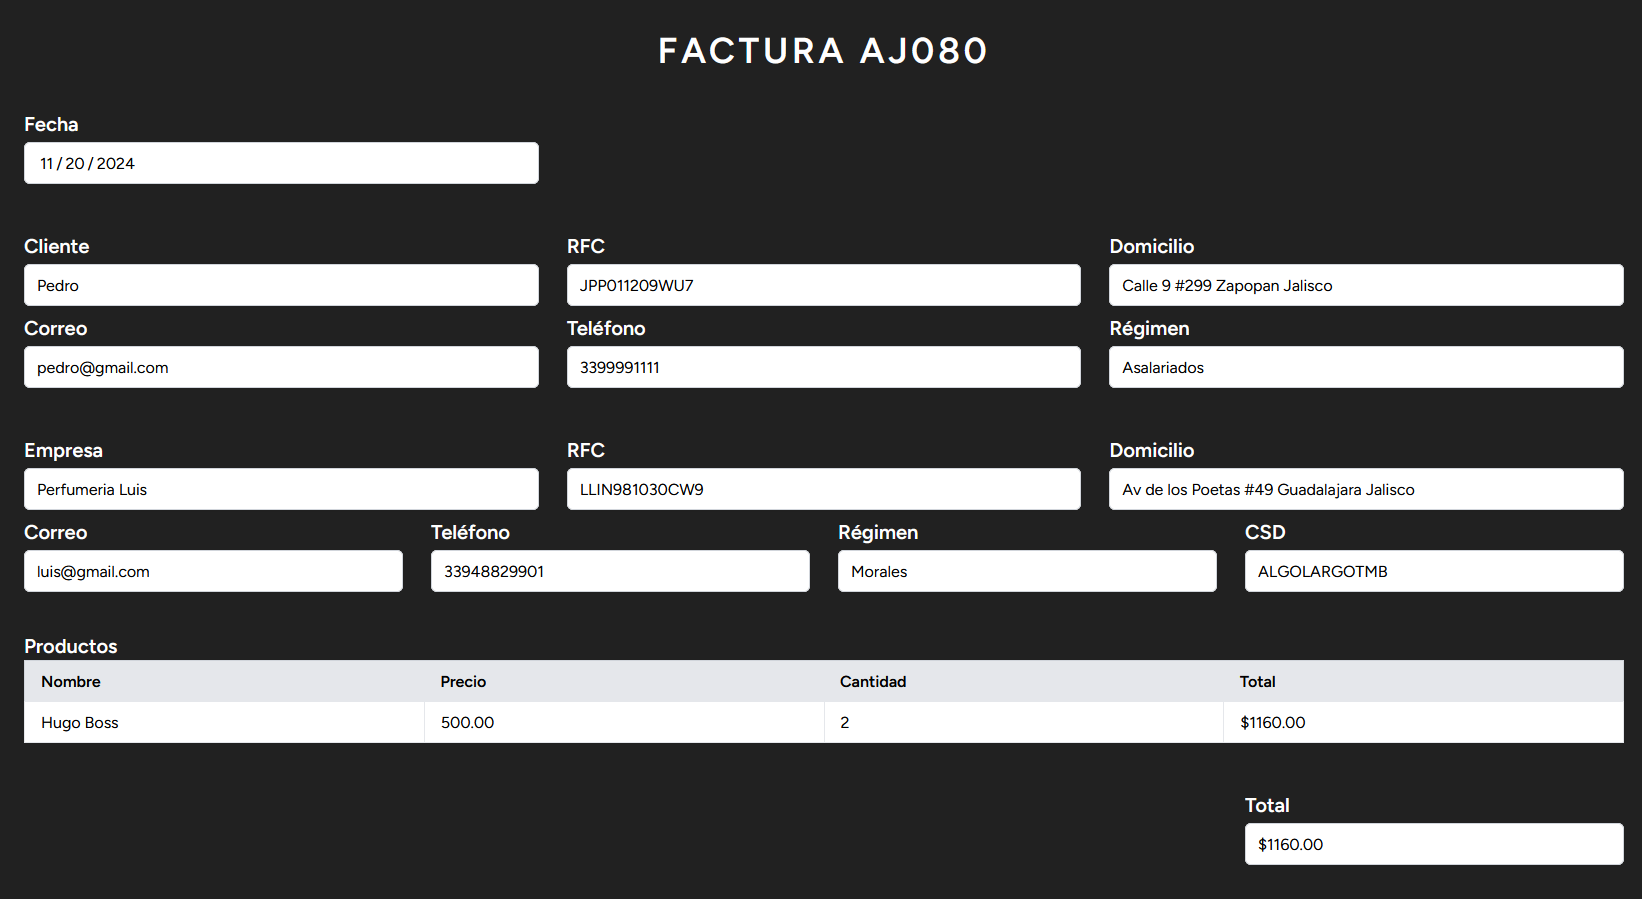 FACTURA AJ080
Fecha
11 / 20 / 2024
Cliente RFC Domicilio
Pedro JPP011209WU7 Calle 9 #299 Zapopan Jalisco
Correo Teléfono Régimen
pedro@gmail.com 3399991111 Asalariados
Empresa RFC Domicilio
Perfumeria Luis LLIN981030CW9 Av de los Poetas #49 Guadalajara Jalisco
Correo Teléfono Régimen CSD
luis@gmail.com 33948829901 Morales ALGOLARGOTMB
Productos
Nombre Precio Cantidad Total
Hugo Boss 500.00 2 $1160.00
Total
$1160.00